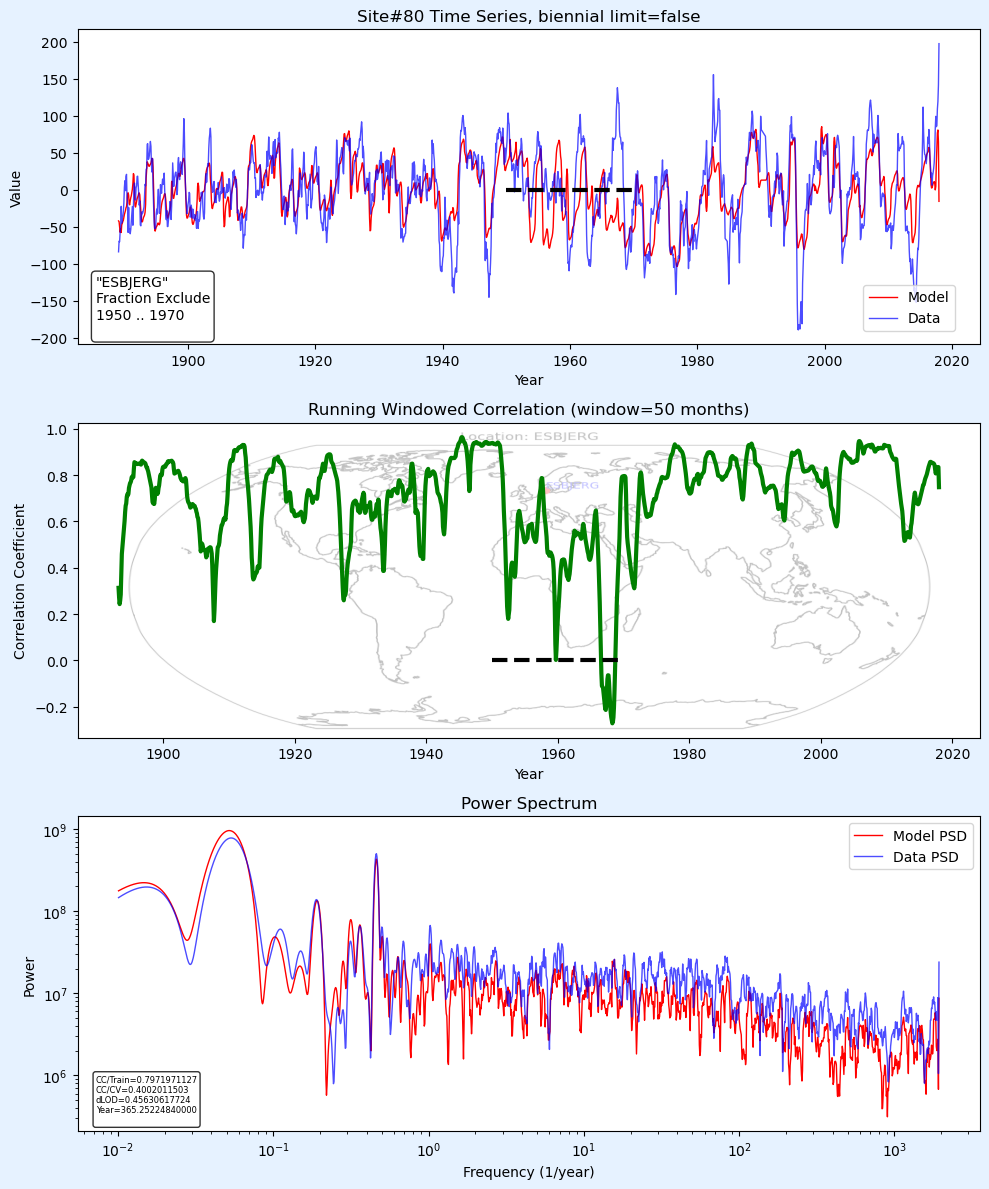 Site#80 Time Series, biennial limit=false
200
150
100
50
0
−50
−100
−150
−200
Value
"ESBJERG"
Fraction Exclude
1950 .. 1970
Model
Data
1900
1920
1940
1960
1980
2000
2020
Year
Running Windowed Correlation (window=50 months)
Location: ESBJERG
ESBJERG
1.0
0.8
0.6
0.4
0.2
0.0
−0.2
Correlation Coefficient
1900
1920
1940
1960
1980
2000
2020
Year
Power Spectrum
10⁹
10⁸
10⁷
10⁶
Power
Model PSD
Data PSD
CC/Train=0.7971971127
CC/CV=0.4002011503
dLOD=0.45630617724
Year=365.25224840000
10⁻²
10⁻¹
10⁰
10¹
10²
10³
Frequency (1/year)